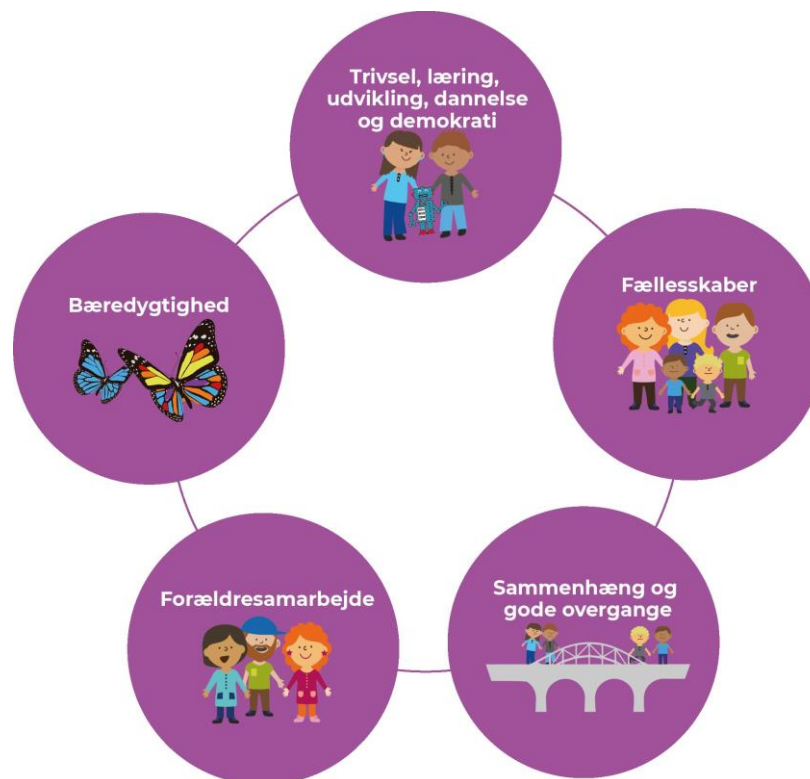 Trivsel, læring,
udvikling, dannelse
og demokrati
Fællesskaber
Sammenhæng og
gode overgange
Forældresamarbejde
Bæredygtighed